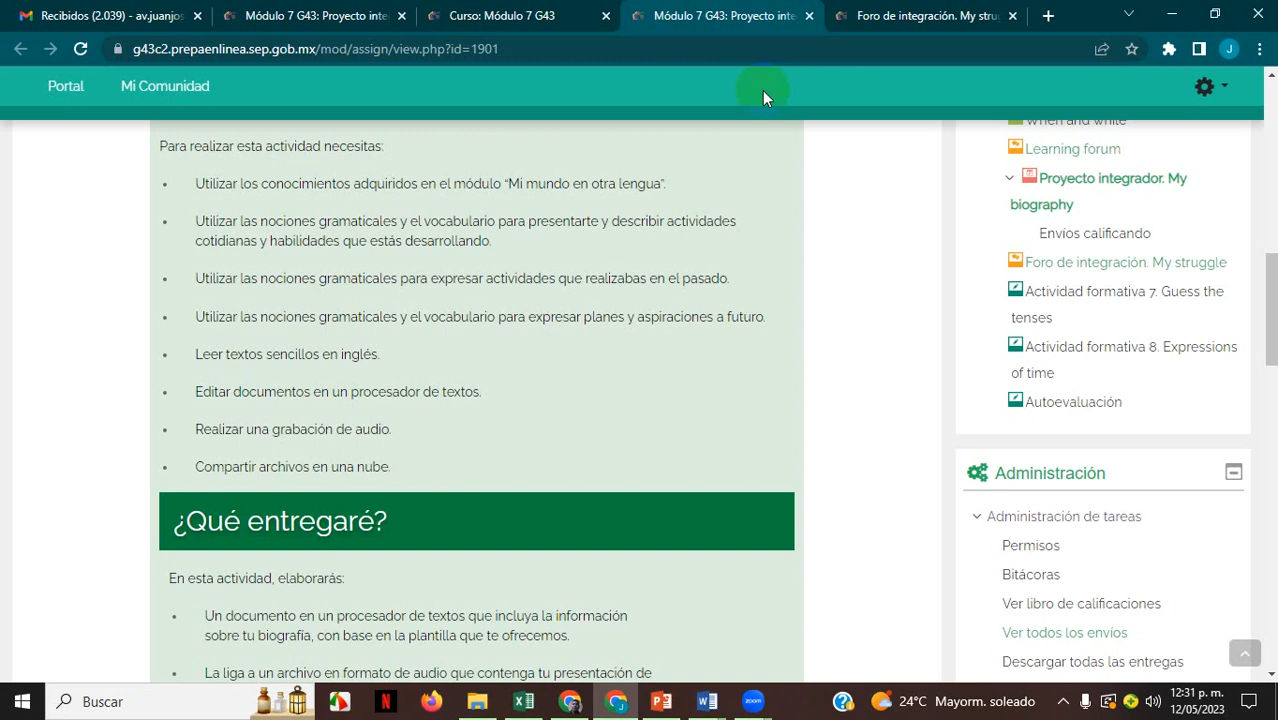 Recibidos (2.039) - av.juanjos
Módulo 7 G43: Proyecto inte
Curso: Módulo 7 G43
Módulo 7 G43: Proyecto inte
Foro de integración. My stru
g43c2.prepaenlinea.sep.gob.mx/mod/assign/view.php?id=1901
J
Portal
Mi Comunidad
Para realizar esta actividad necesitas:
• Utilizar los conocimientos adquiridos en el módulo “Mi mundo en otra lengua”.
• Utilizar las nociones gramaticales y el vocabulario para presentarte y describir actividades
cotidianas y habilidades que estás desarrollando.
• Utilizar las nociones gramaticales para expresar actividades que realizabas en el pasado.
• Utilizar las nociones gramaticales y el vocabulario para expresar planes y aspiraciones a futuro.
• Leer textos sencillos en inglés.
• Editar documentos en un procesador de textos.
• Realizar una grabación de audio.
• Compartir archivos en una nube.
¿Qué entregaré?
En esta actividad, elaborarás:
• Un documento en un procesador de textos que incluya la información
sobre tu biografía, con base en la plantilla que te ofrecemos.
• La liga a un archivo en formato de audio que contenga tu presentación de
When and white
Learning forum
Proyecto integrador. My
biography
Envíos calificando
Foro de integración. My struggle
Actividad formativa 7. Guess the
tenses
Actividad formativa 8. Expressions
of time
Autoevaluación
Administración
Administración de tareas
Permisos
Bitácoras
Ver libro de calificaciones
Ver todos los envíos
Descargar todas las entregas
Buscar
24°C Mayorm. soleado
12:31 p. m.
12/05/2023